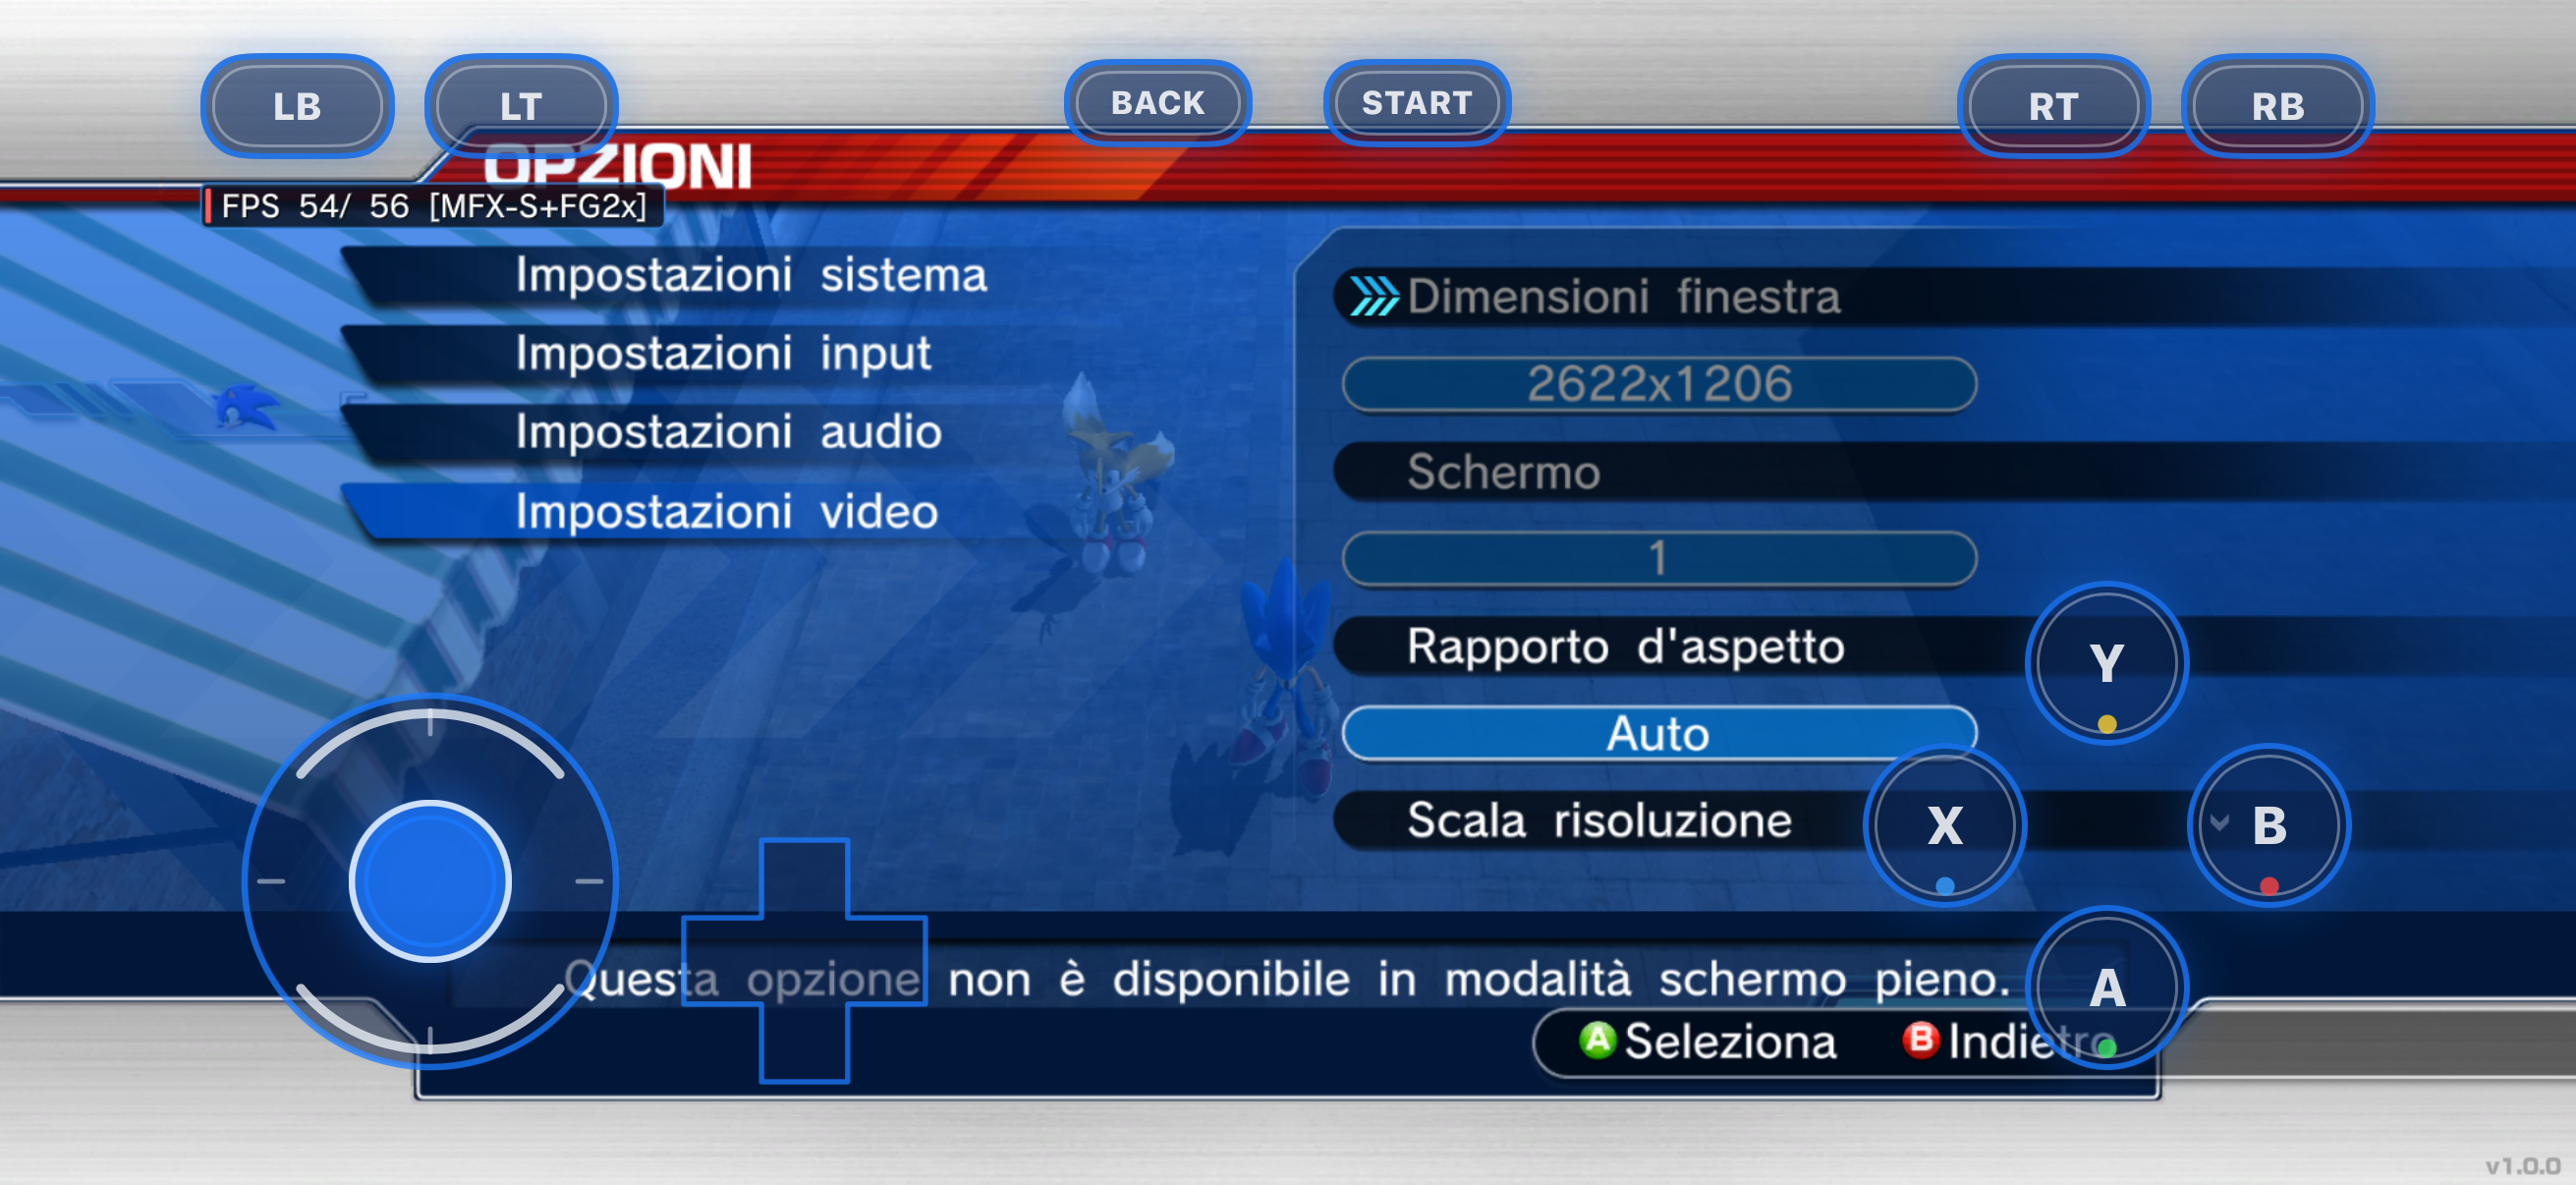 LB
LT
BACK
START
RT
RB
OPZIONI
FPS 54/ 56 [MFX-S+FG2x]
Impostazioni sistema
Impostazioni input
Impostazioni audio
Impostazioni video
Dimensioni finestra
2622x1206
Schermo
1
Rapporto d'aspetto
Auto
Scala risoluzione
Y
X
B
A
Questa opzione non è disponibile in modalità schermo pieno.
A Seleziona B Indietro
v1.0.0